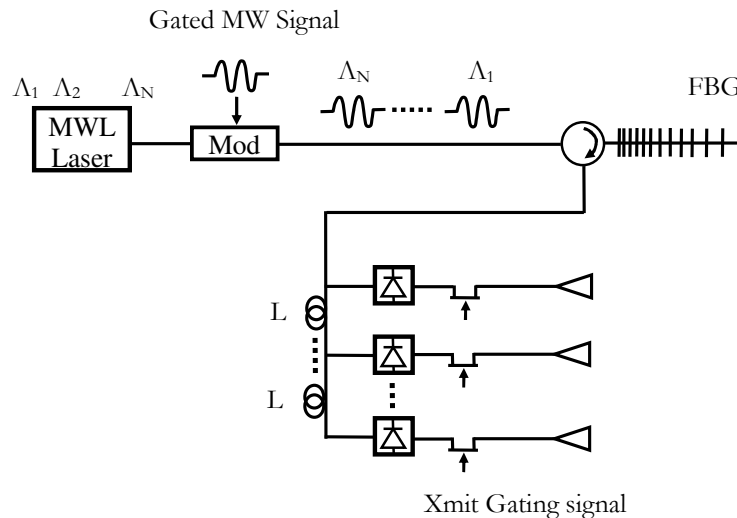 Gated MW Signal
Λ1 Λ2 ΛN
ΛN Λ1
FBG
MWL
Laser
Mod
L
L
Xmit Gating signal